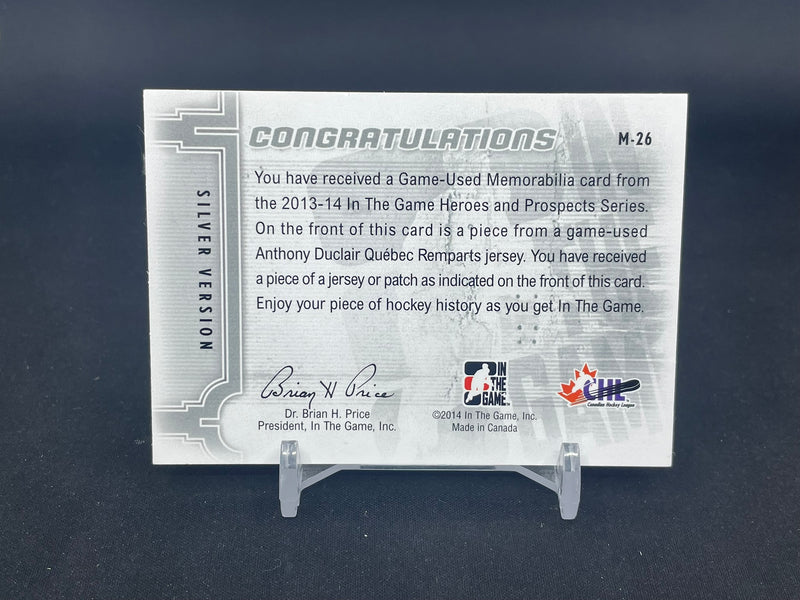 CONGRATULATIONS
M-26
SILVER VERSION
You have received a Game-Used Memorabilia card from
the 2013-14 In The Game Heroes and Prospects Series.
On the front of this card is a piece from a game-used
Anthony Duclair Québec Remparts jersey. You have received
a piece of a jersey or patch as indicated on the front of this card.
Enjoy your piece of hockey history as you get In The Game.
Brian H Price
Dr. Brian H. Price
President, In The Game, Inc.
IN
THE
GAME
©2014 In The Game, Inc.
Made in Canada
CHL
Canadian Hockey League